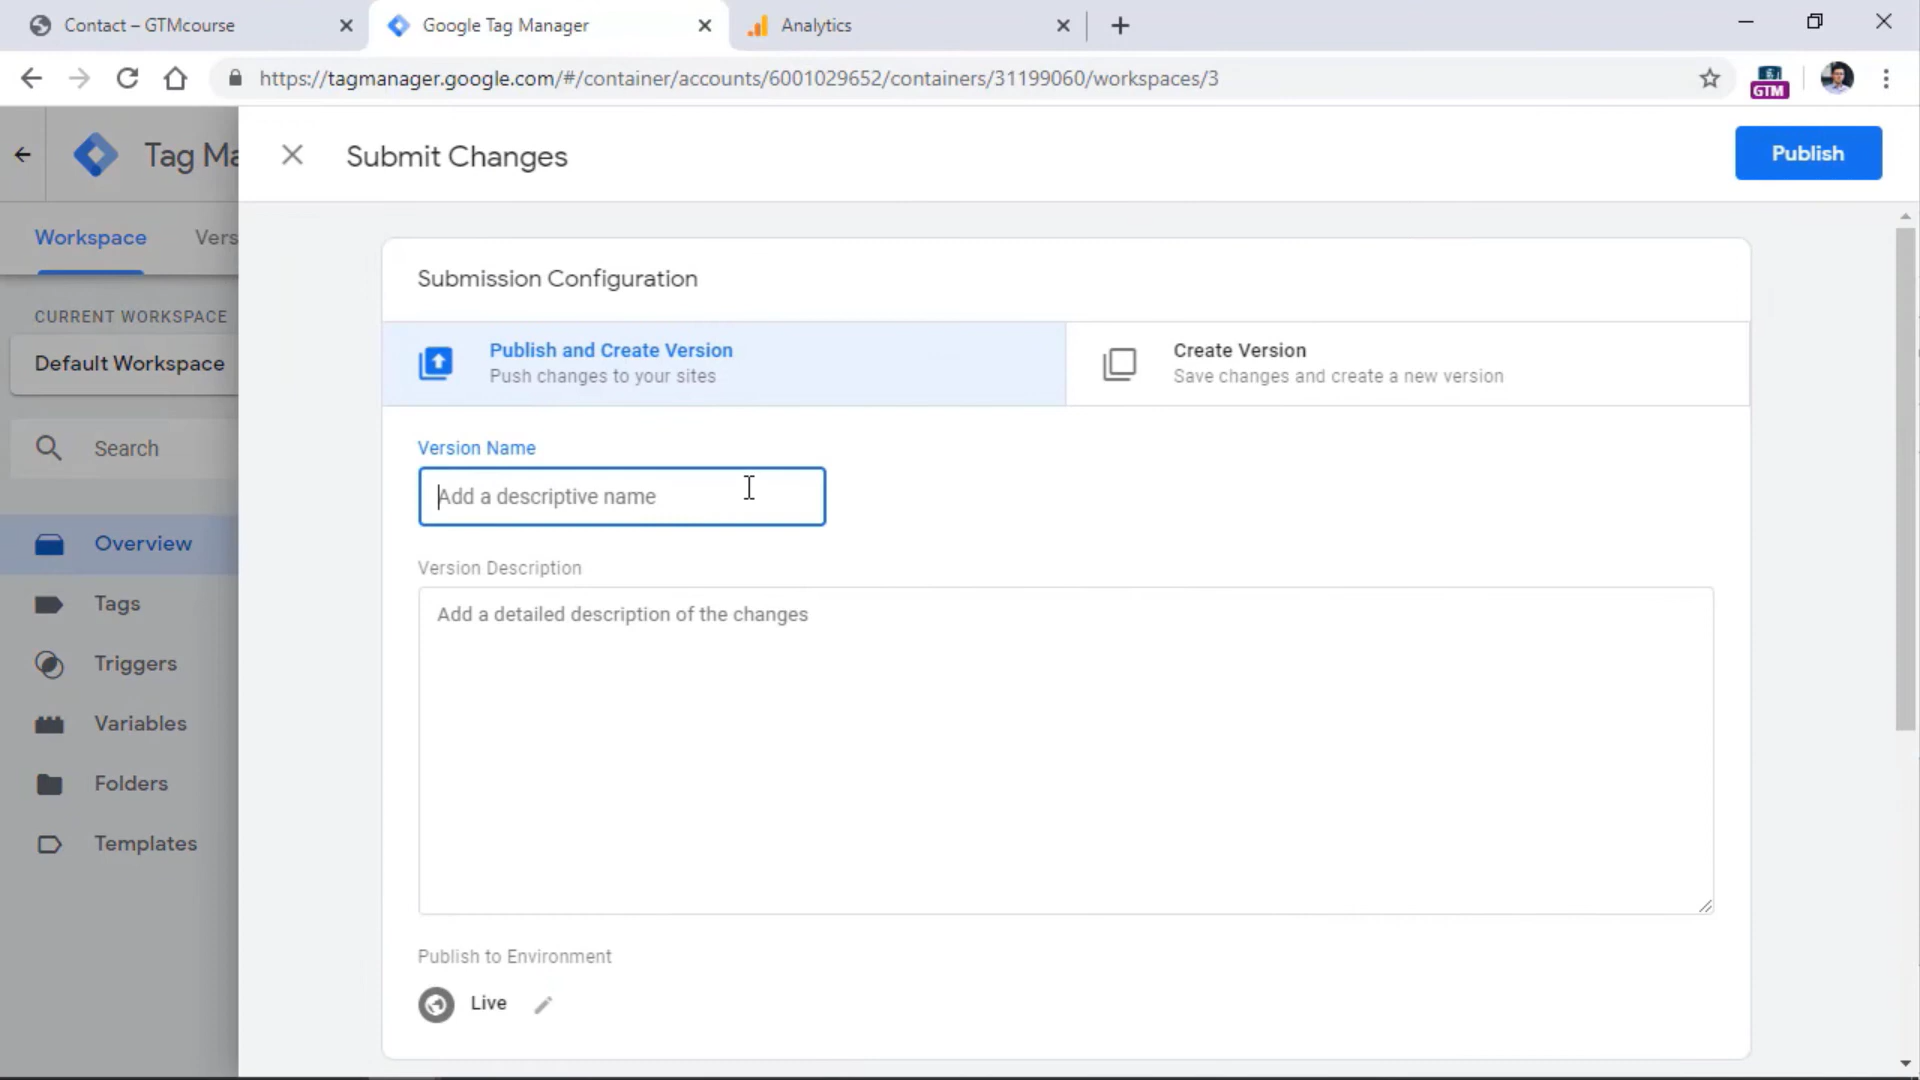 Contact – GTMcourse
Google Tag Manager
Analytics
https://tagmanager.google.com/#/container/accounts/6001029652/containers/31199060/workspaces/3
GTM
Tag Ma
Submit Changes
Publish
Workspace
Vers
Submission Configuration
CURRENT WORKSPACE
Default Workspace
Publish and Create Version
Push changes to your sites
Create Version
Save changes and create a new version
Search
Version Name
Add a descriptive name
Overview
Version Description
Tags
Add a detailed description of the changes
Triggers
Variables
Folders
Templates
Publish to Environment
Live